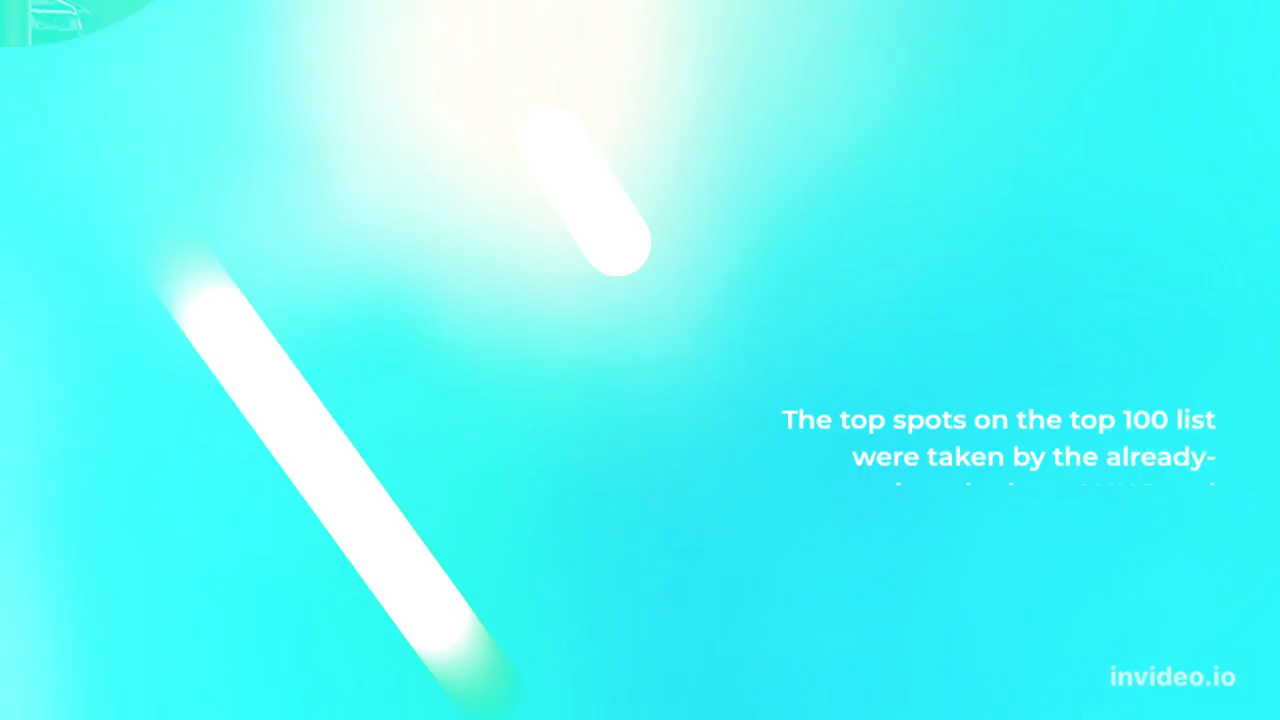 The top spots on the top 100 list
were taken by the already-
invideo.io